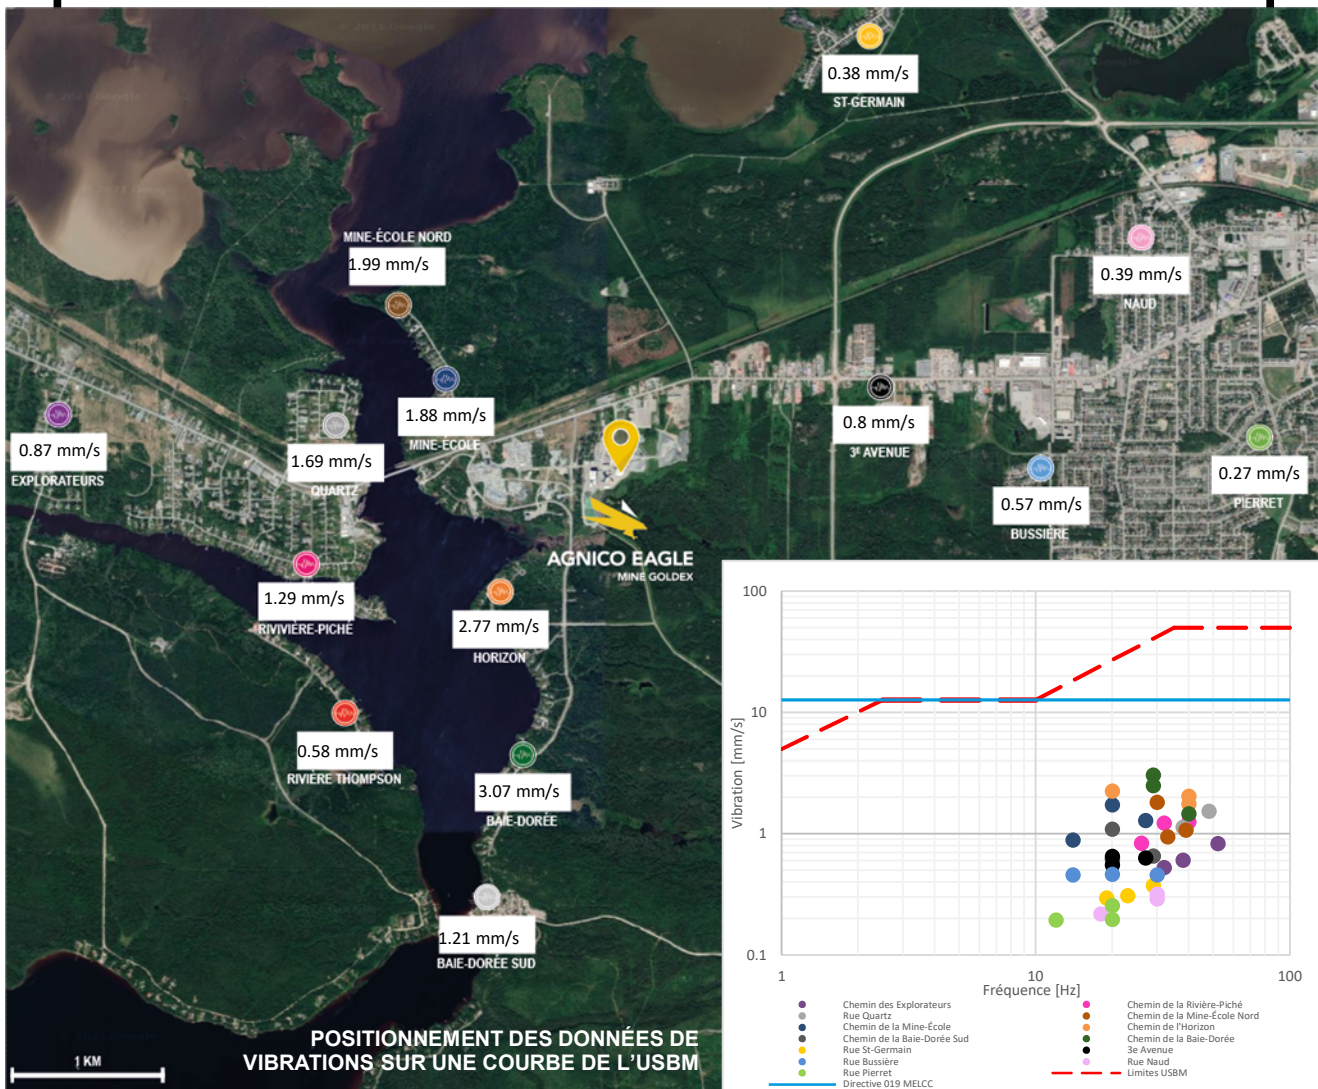 0.38 mm/s
ST-GERMAIN
MINE-ÉCOLE NORD
1.99 mm/s
0.39 mm/s
NAUD
0.87 mm/s
EXPLORATEURS
1.69 mm/s
QUARTZ
1.88 mm/s
MINE-ÉCOLE
0.8 mm/s
3E AVENUE
0.57 mm/s
BUSSIÈRE
0.27 mm/s
PIERRET
AGNICO EAGLE
MINE GOLDEX
1.29 mm/s
RIVIVIÈRE-PICHÉ
2.77 mm/s
HORIZON
0.58 mm/s
RIVIÈRE THOMPSON
3.07 mm/s
BAIE-DORÉE
1.21 mm/s
BAIE-DORÉE SUD
POSITIONNEMENT DES DONNÉES DE
VIBRATIONS SUR UNE COURBE DE L'USBM
1 KM
100
10
1
0.1
Vibration [mm/s]
1
10
100
Fréquence [Hz]
Chemin des Explorateurs
Chemin de la Rivière-Piché
Rue Quartz
Chemin de la Mine-École Nord
Chemin de la Mine-École
Chemin de l'Horizon
Chemin de la Baie-Dorée Sud
Chemin de la Baie-Dorée
Rue St-Germain
3e Avenue
Rue Bussière
Rue Naud
Rue Pierret
Limites USBM
Directive 019 MELCC